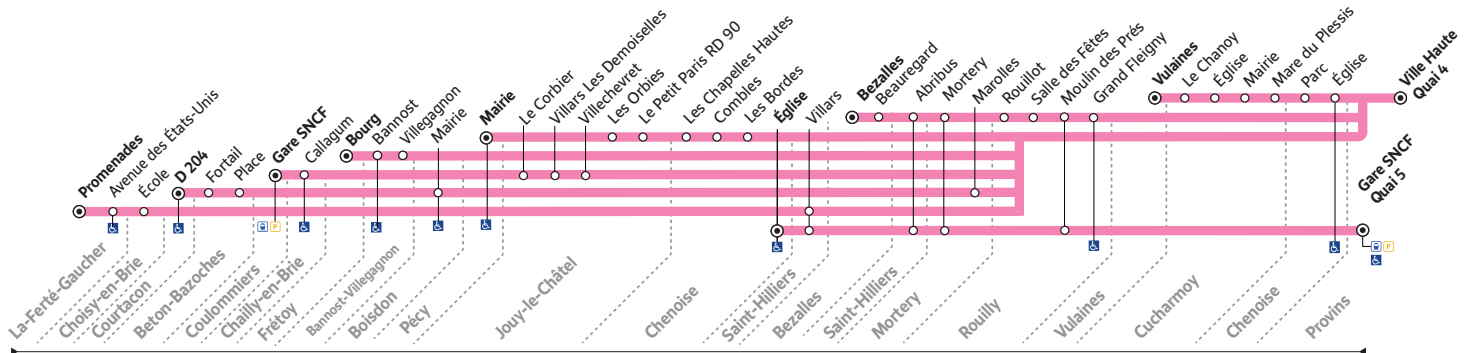 Promenades
Avenue des États-Unis
École
D 204
Fortail
Place
Gare SNCF
Callagum
Bourg
Bannost
Villegagnon
Mairie
Mairie
Le Corbier
Villars Les Demoiselles
Villechevret
Les Orbies
Le Petit Paris RD 90
Les Chapelles Hautes
Combles
Les Bordes
Église
Villars
Bezalles
Beauregard
Abribus
Mortery
Marolles
Rouillot
Salle des Fêtes
Moulin des Prés
Grand Fleigny
Vulaines
Le Chanoy
Église
Mairie
Mare du Plessis
Parc
Église
Ville Haute
Quai 4
Gare SNCF
Quai 5
P
P
La-Ferté-Gaucher
Choisy-en-Brie
Courtacon
Beton-Bazoches
Coulommiers
Chailly-en-Brie
Frétoy
Bannost-Villegagnon
Boisdon
Pécy
Jouy-le-Châtel
Chenoise
Saint-Hilliers
Bezalles
Saint-Hilliers
Mortery
Rouilly
Vulaines
Cucharmoy
Chenoise
Provins